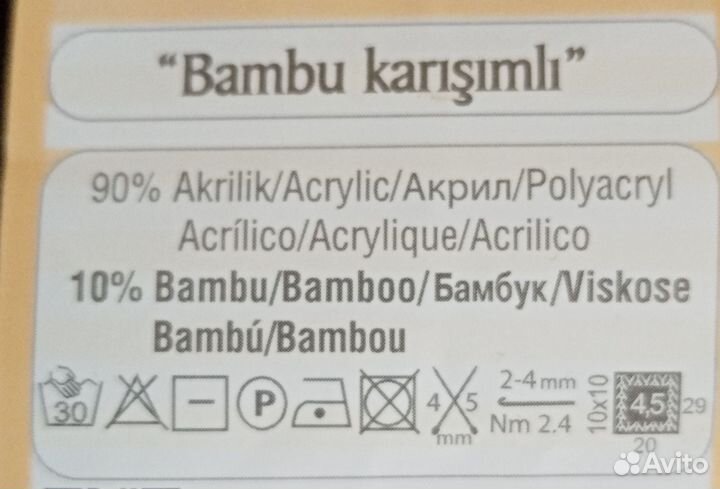 “Bambu karışımlı”
90% Akrilik/Acrylic/Акрил/Polyacryl
Acrílico/Acrylique/Acrilico
10% Bambu/Bamboo/Бамбук/Viskose
Bambú/Bambou
30 P 4 5 mm 2-4 mm Nm 2.4 10x10 4,5 29 20
Avito